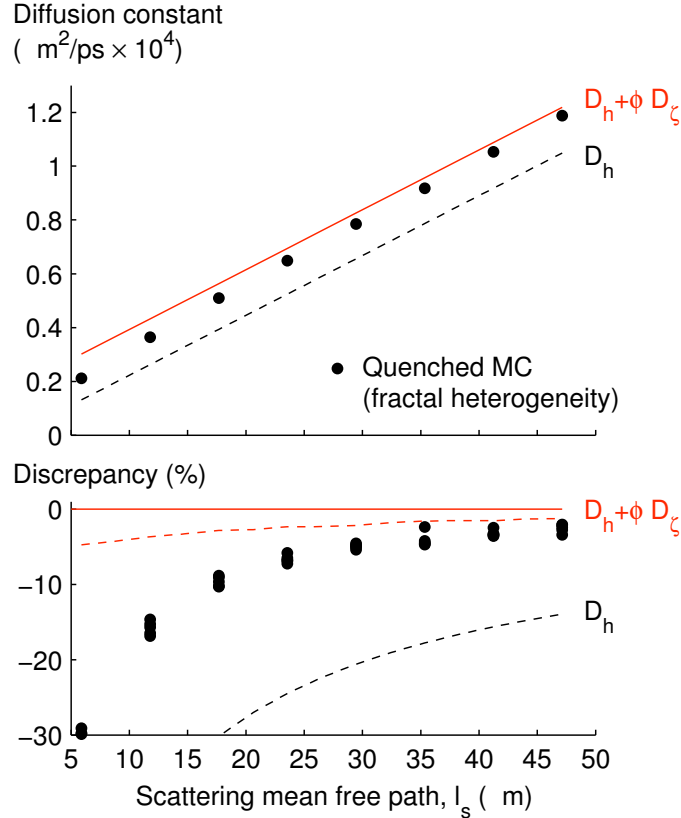 Diffusion constant
( m²/ps × 10⁴)
1.2
1
0.8
0.6
0.4
0.2
0
D_h+ϕ D_ζ
D_h
Quenched MC
(fractal heterogeneity)
Discrepancy (%)
0
−10
−20
−30
D_h+ϕ D_ζ
D_h
5 10 15 20 25 30 35 40 45 50
Scattering mean free path, l_s ( m)